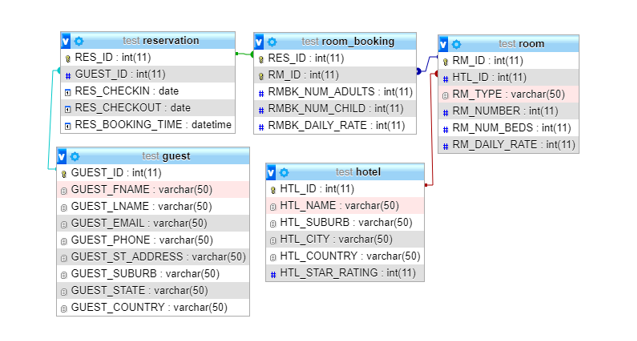 test reservation
RES_ID : int(11)
GUEST_ID : int(11)
RES_CHECKIN : date
RES_CHECKOUT : date
RES_BOOKING_TIME : datetime
test room_booking
RES_ID : int(11)
RM_ID : int(11)
RMBK_NUM_ADULTS : int(11)
RMBK_NUM_CHILD : int(11)
RMBK_DAILY_RATE : int(11)
test room
RM_ID : int(11)
HTL_ID : int(11)
RM_TYPE : varchar(50)
RM_NUMBER : int(11)
RM_NUM_BEDS : int(11)
RM_DAILY_RATE : int(11)
test guest
GUEST_ID : int(11)
GUEST_FNAME : varchar(50)
GUEST_LNAME : varchar(50)
GUEST_EMAIL : varchar(50)
GUEST_PHONE : varchar(50)
GUEST_ST_ADDRESS : varchar(50)
GUEST_SUBURB : varchar(50)
GUEST_STATE : varchar(50)
GUEST_COUNTRY : varchar(50)
test hotel
HTL_ID : int(11)
HTL_NAME : varchar(50)
HTL_SUBURB : varchar(50)
HTL_CITY : varchar(50)
HTL_COUNTRY : varchar(50)
HTL_STAR_RATING : int(11)